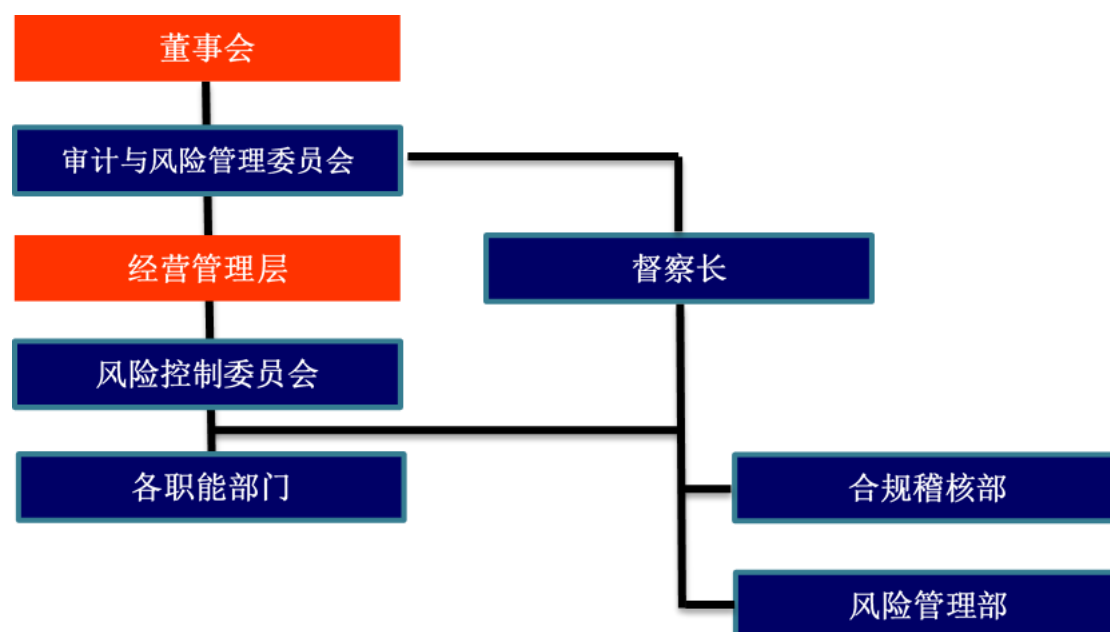 董事会
审计与风险管理委员会
经营管理层
督察长
风险控制委员会
各职能部门
合规稽核部
风险管理部